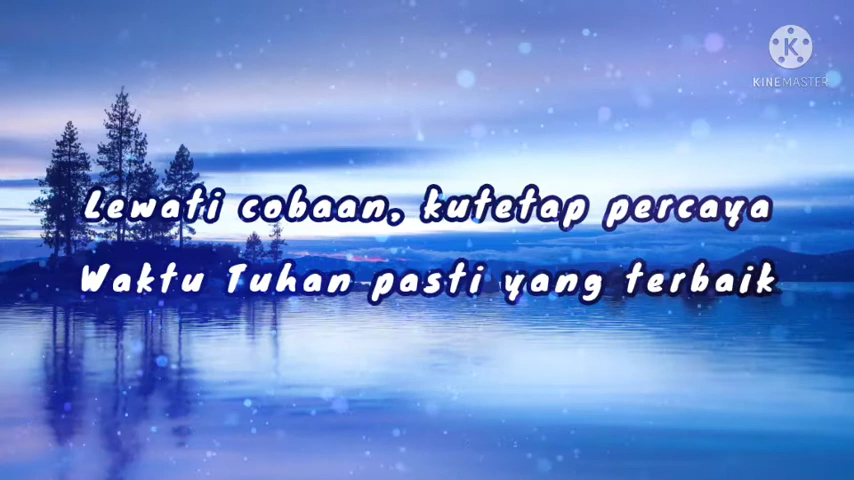 KINEMASTER
Lewati cobaan, kutetap percaya
Waktu Tuhan pasti yang terbaik